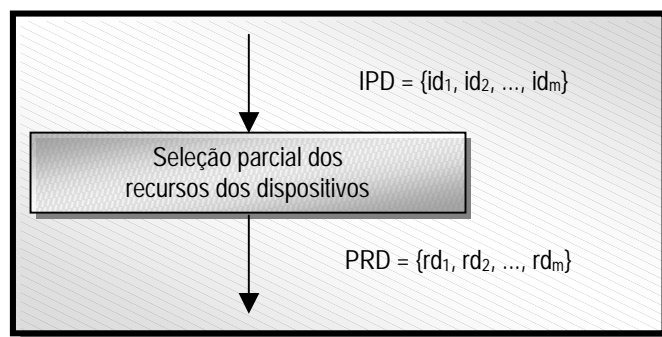 IPD = {id₁, id₂, ..., idₘ}
Seleção parcial dos
recursos dos dispositivos
PRD = {rd₁, rd₂, ..., rdₘ}